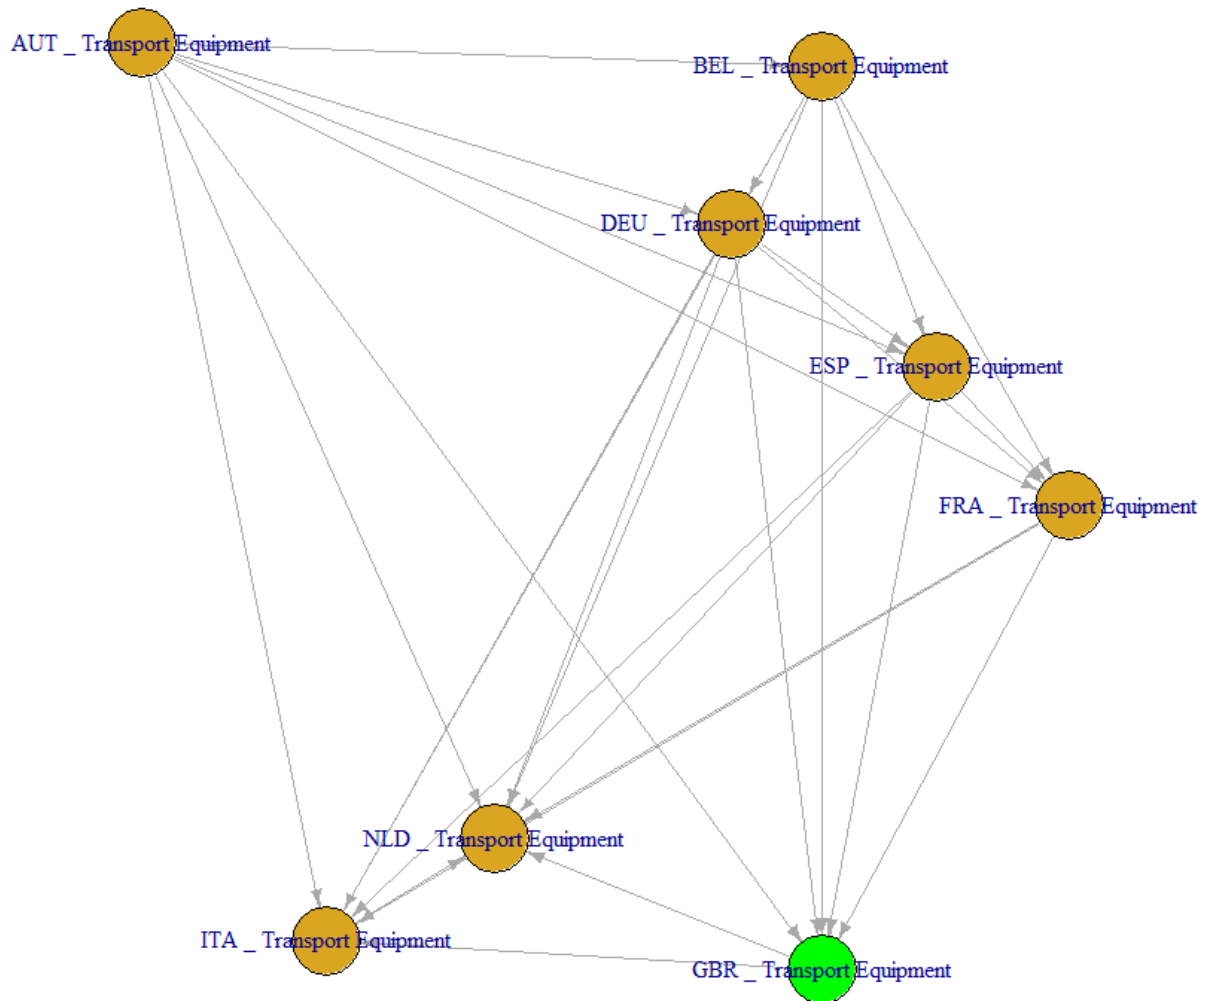 AUT _ Transport Equipment
BEL _ Transport Equipment
DEU _ Transport Equipment
ESP _ Transport Equipment
FRA _ Transport Equipment
NLD _ Transport Equipment
ITA _ Transport Equipment
GBR _ Transport Equipment